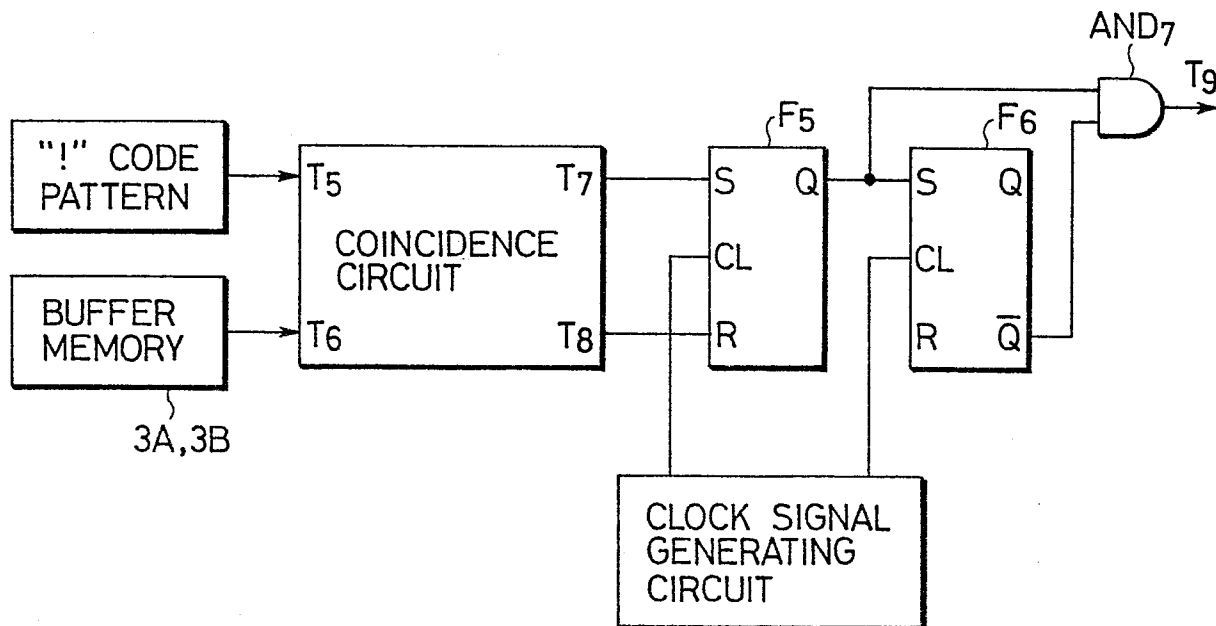 AND7
T9
F5
F6
"!" CODE
PATTERN
T5
T7
S
Q
S
Q
COINCIDENCE
CIRCUIT
CL
CL
BUFFER
MEMORY
T6
T8
R
R
Q̅
3A,3B
CLOCK SIGNAL
GENERATING
CIRCUIT